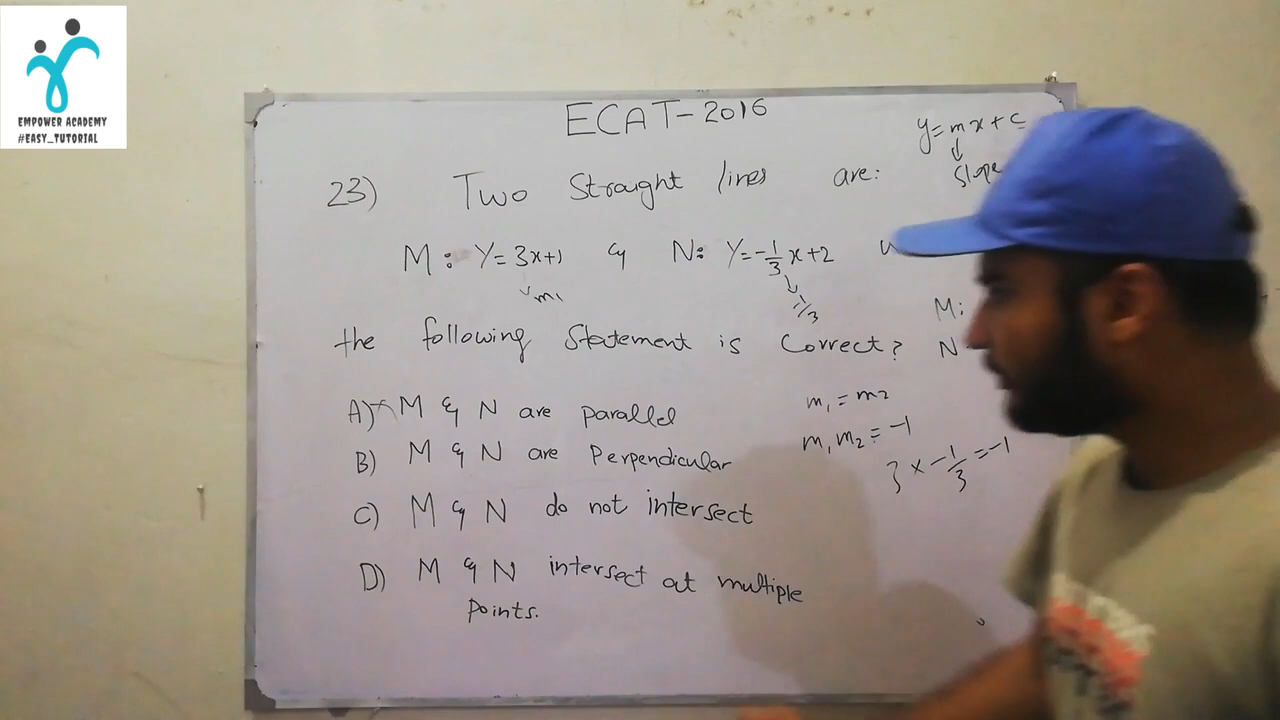 EMPOWER ACADEMY
#EASY_TUTORIAL
ECAT-2016
y=mx+c
↓
slope
23) Two Straight lines are:
M: Y=3x+1 & N: Y=-1/3x+2
m₁
-1/3
M:
the following Statement is Correct? N
m₁=m₂
A) M & N are parallel
m₁m₂=-1
B) M & N are Perpendicular
3×-1/3=-1
C) M & N do not intersect
D) M & N intersect at multiple
points.